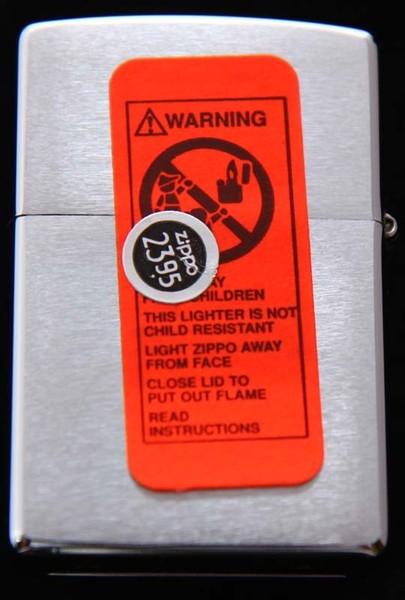 WARNING
zippo
2395
CHILDREN
THIS LIGHTER IS NOT
CHILD RESISTANT
LIGHT ZIPPO AWAY
FROM FACE
CLOSE LID TO
PUT OUT FLAME
READ
INSTRUCTIONS